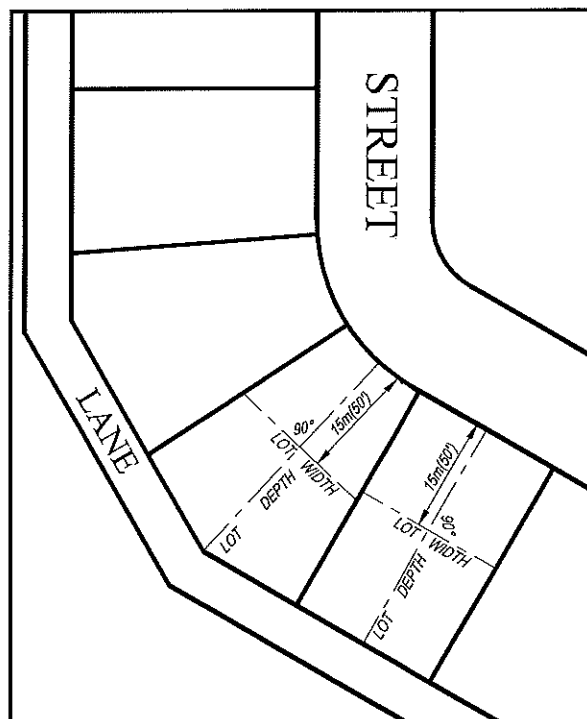 STREET
LANE
90°
15m(50')
LOT WIDTH
LOT DEPTH
15m(50')
90°
LOT WIDTH
LOT DEPTH